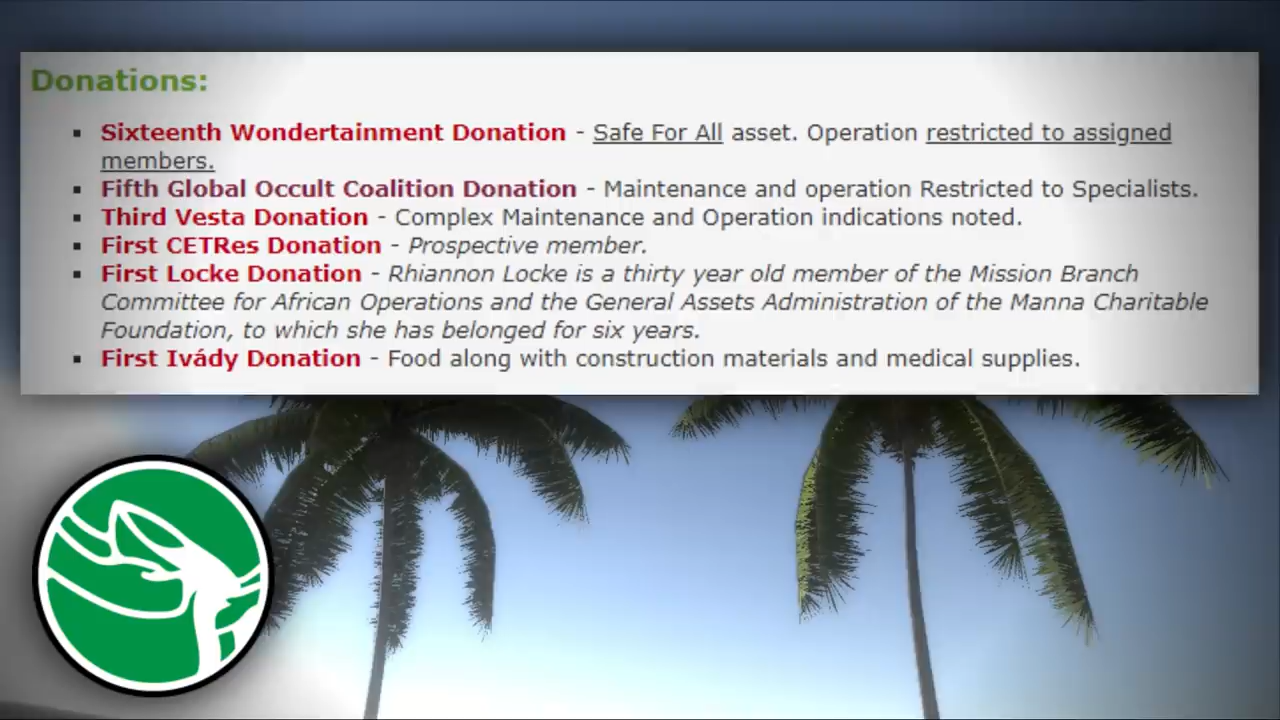 Donations:
Sixteenth Wondertainment Donation - Safe For All asset. Operation restricted to assigned
members.
Fifth Global Occult Coalition Donation - Maintenance and operation Restricted to Specialists.
Third Vesta Donation - Complex Maintenance and Operation indications noted.
First CETRes Donation - Prospective member.
First Locke Donation - Rhiannon Locke is a thirty year old member of the Mission Branch
Committee for African Operations and the General Assets Administration of the Manna Charitable
Foundation, to which she has belonged for six years.
First Ivády Donation - Food along with construction materials and medical supplies.